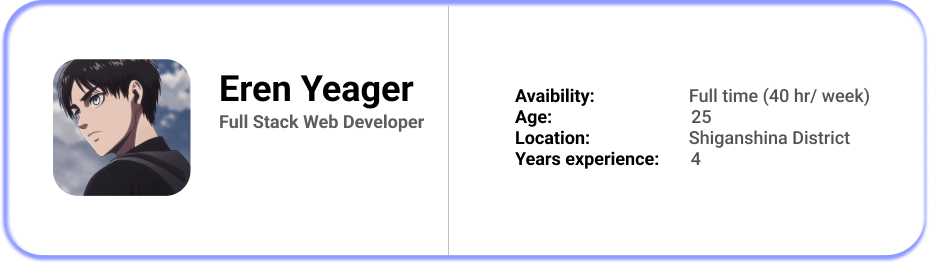 Eren Yeager
Full Stack Web Developer
Avaibility: Full time (40 hr/ week)
Age: 25
Location: Shiganshina District
Years experience: 4